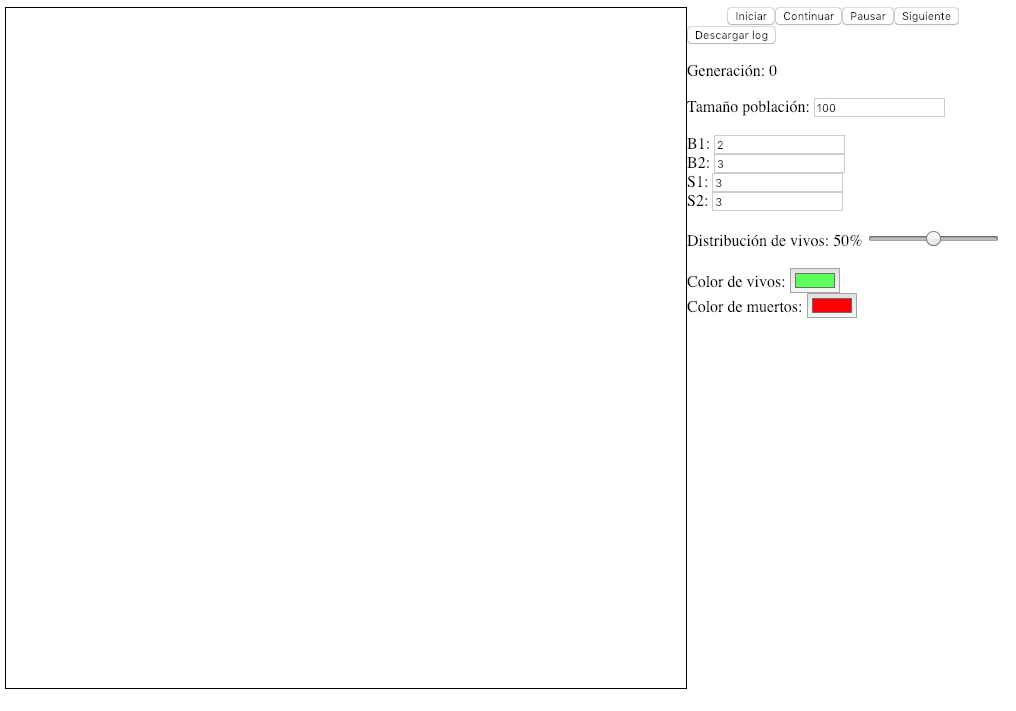 Iniciar Continuar Pausar Siguiente
Descargar log
Generación: 0
Tamaño población: 100
B1: 2
B2: 3
S1: 3
S2: 3
Distribución de vivos: 50%
Color de vivos:
Color de muertos: